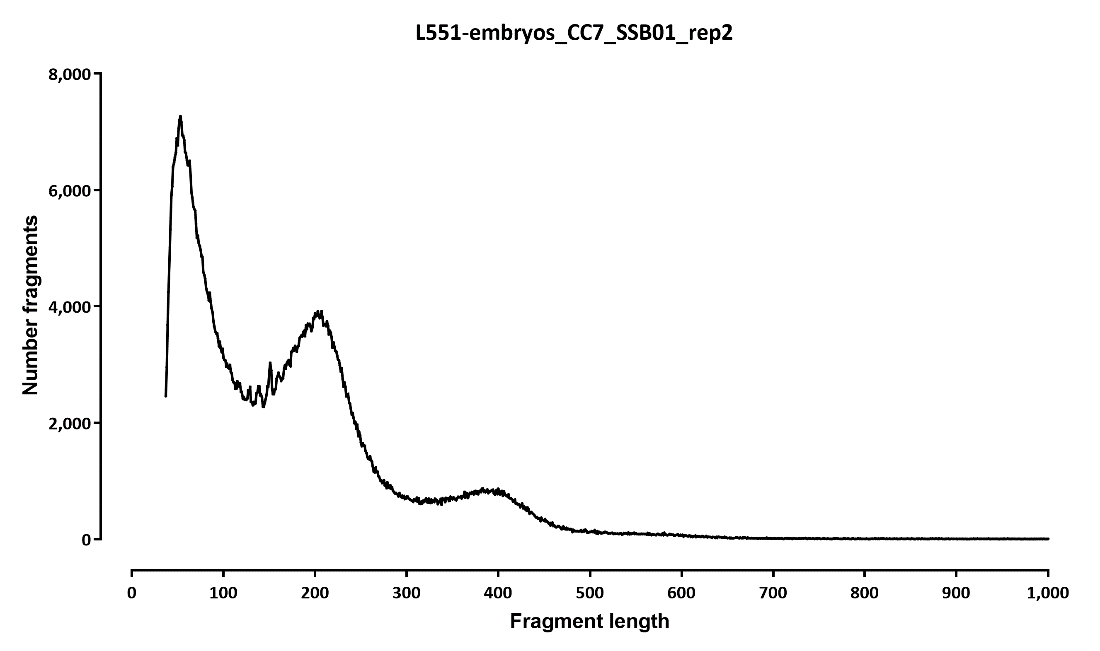 L551-embryos_CC7_SSB01_rep2
8,000
6,000
4,000
2,000
0
Number fragments
0 100 200 300 400 500 600 700 800 900 1,000
Fragment length